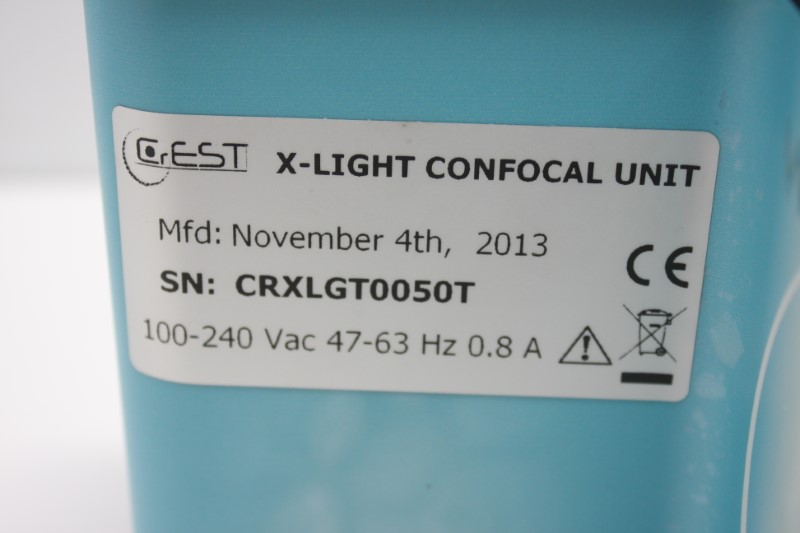 CrEST X-LIGHT CONFOCAL UNIT
Mfd: November 4th, 2013
SN: CRXLGT0050T
100-240 Vac 47-63 Hz 0.8 A
CE